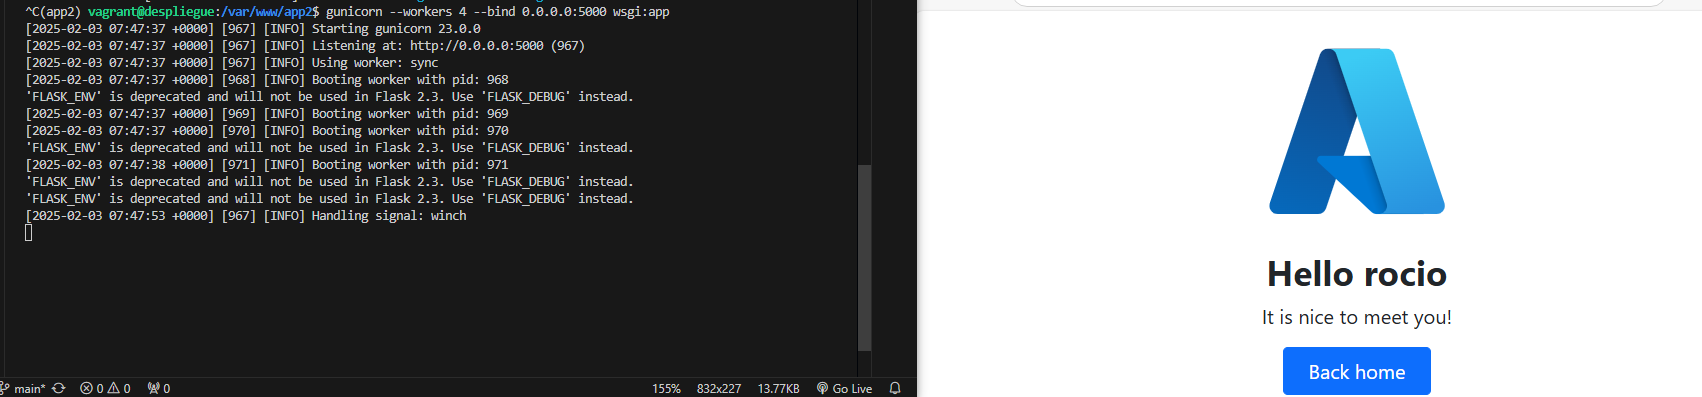 ^C(app2) vagrant@despliegue:/var/www/app2$ gunicorn --workers 4 --bind 0.0.0.0:5000 wsgi:app
[2025-02-03 07:47:37 +0000] [967] [INFO] Starting gunicorn 23.0.0
[2025-02-03 07:47:37 +0000] [967] [INFO] Listening at: http://0.0.0.0:5000 (967)
[2025-02-03 07:47:37 +0000] [967] [INFO] Using worker: sync
[2025-02-03 07:47:37 +0000] [968] [INFO] Booting worker with pid: 968
'FLASK_ENV' is deprecated and will not be used in Flask 2.3. Use 'FLASK_DEBUG' instead.
[2025-02-03 07:47:37 +0000] [969] [INFO] Booting worker with pid: 969
[2025-02-03 07:47:37 +0000] [970] [INFO] Booting worker with pid: 970
'FLASK_ENV' is deprecated and will not be used in Flask 2.3. Use 'FLASK_DEBUG' instead.
[2025-02-03 07:47:38 +0000] [971] [INFO] Booting worker with pid: 971
'FLASK_ENV' is deprecated and will not be used in Flask 2.3. Use 'FLASK_DEBUG' instead.
'FLASK_ENV' is deprecated and will not be used in Flask 2.3. Use 'FLASK_DEBUG' instead.
[2025-02-03 07:47:53 +0000] [967] [INFO] Handling signal: winch
main* 0 0 0 155% 832x227 13.77KB Go Live
Hello rocio
It is nice to meet you!
Back home